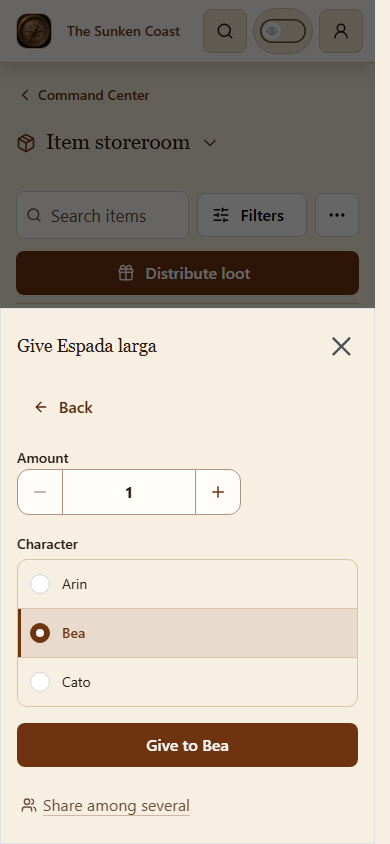 The Sunken Coast
Command Center
Item storeroom
Search items
Filters
Distribute loot
Give Espada larga
Back
Amount
1
Character
Arin
Bea
Cato
Give to Bea
Share among several